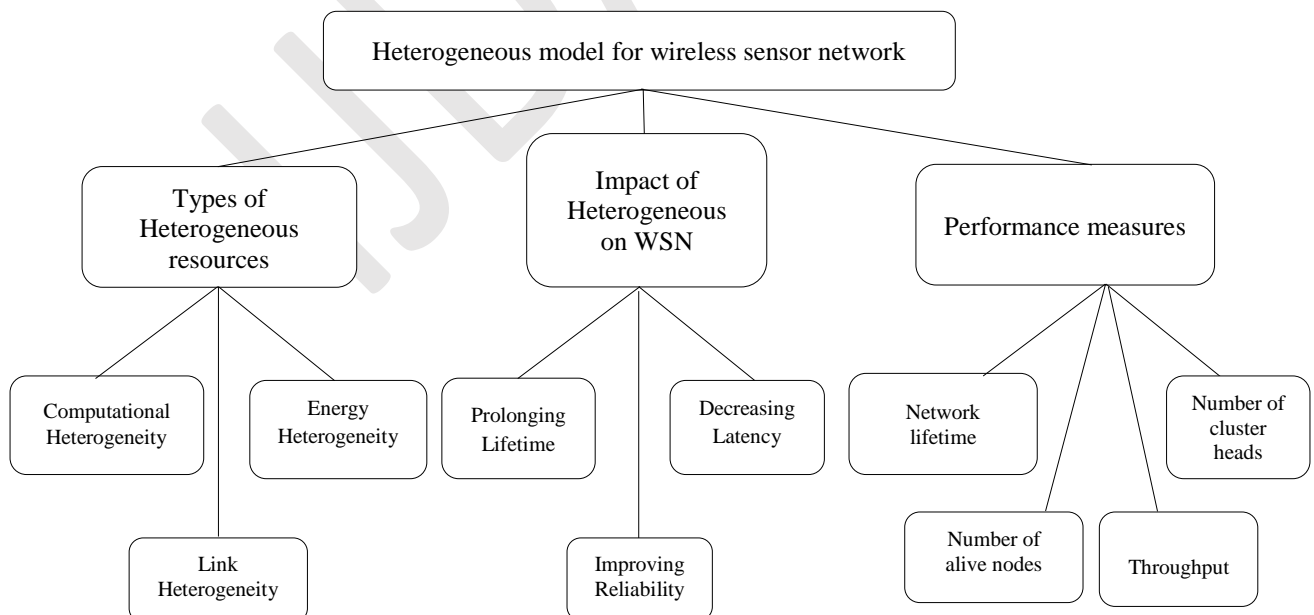 Heterogeneous model for wireless sensor network
Types of
Heterogeneous
resources
Impact of
Heterogeneous
on WSN
Performance measures
Computational
Heterogeneity
Energy
Heterogeneity
Link
Heterogeneity
Prolonging
Lifetime
Decreasing
Latency
Improving
Reliability
Network
lifetime
Number of
cluster
heads
Number of
alive nodes
Throughput